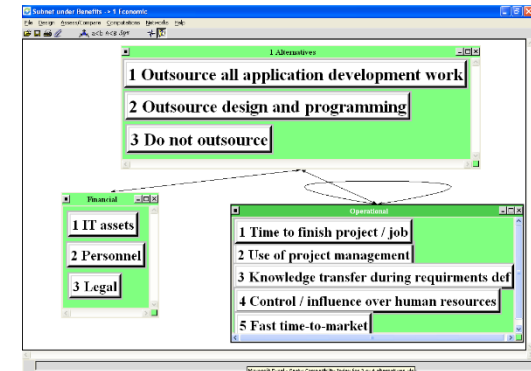 Subnet under Benefits -> 1 Economic
File Design Assess/Compare Computations Networks Help
1 Alternatives
1 Outsource all application development work
2 Outsource design and programming
3 Do not outsource
Financial
1 IT assets
2 Personnel
3 Legal
Operational
1 Time to finish project / job
2 Use of project management
3 Knowledge transfer during requirments def
4 Control / influence over human resources
5 Fast time-to-market